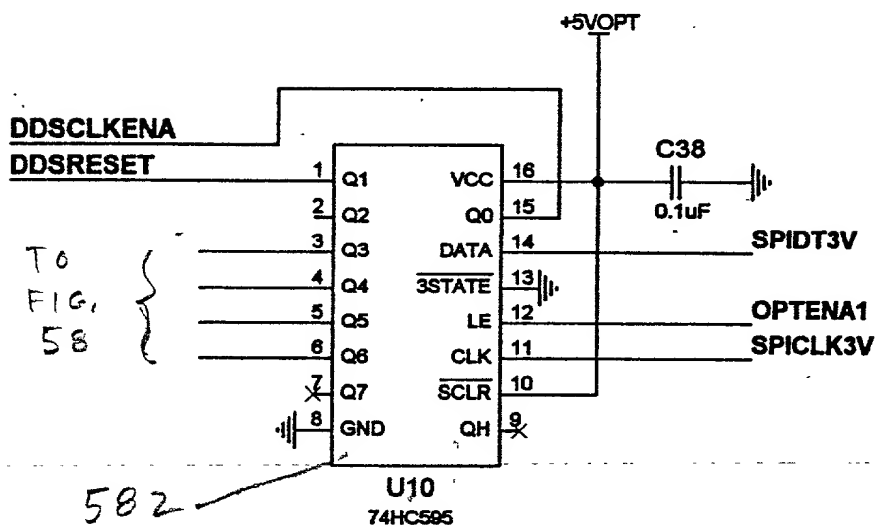 +5VOPT
DDSCLKENA
DDSRESET
C38
0.1uF
1 Q1 VCC 16
2 Q2 Q0 15
3 Q3 DATA 14 SPIDT3V
4 Q4 3STATE 13
5 Q5 LE 12 OPTENA1
6 Q6 CLK 11 SPICLK3V
7 Q7 SCLR 10
8 GND QH 9
TO
FIG.
58
582
U10
74HC595